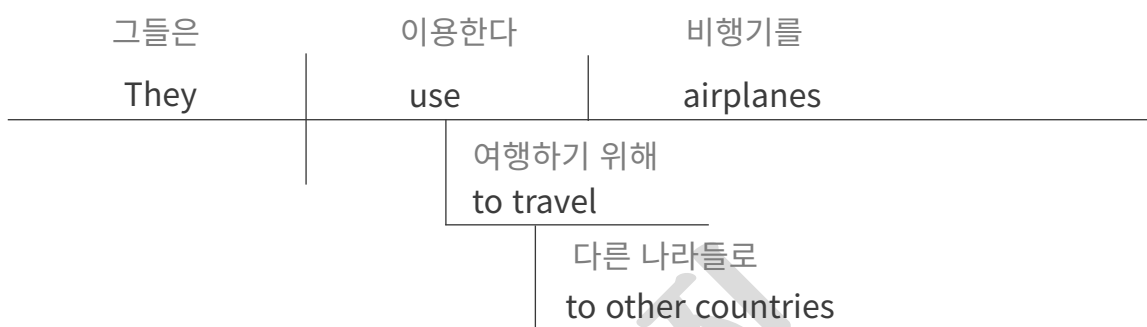 그들은 이용한다 비행기를
They use airplanes
여행하기 위해
to travel
다른 나라들로
to other countries